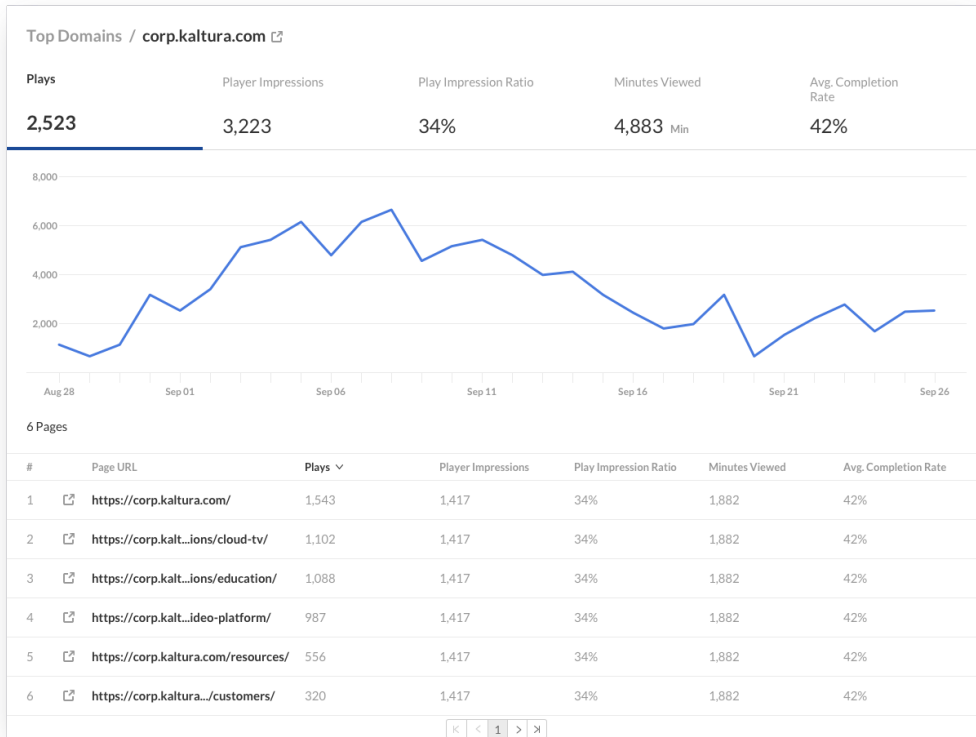 Top Domains / corp.kaltura.com
Plays Player Impressions Play Impression Ratio Minutes Viewed Avg. Completion Rate
2,523 3,223 34% 4,883 Min 42%
8,000
6,000
4,000
2,000
Aug 28 Sep 01 Sep 06 Sep 11 Sep 16 Sep 21 Sep 26
6 Pages
# Page URL Plays Player Impressions Play Impression Ratio Minutes Viewed Avg. Completion Rate
1 https://corp.kaltura.com/ 1,543 1,417 34% 1,882 42%
2 https://corp.kalt...ions/cloud-tv/ 1,102 1,417 34% 1,882 42%
3 https://corp.kalt...ions/education/ 1,088 1,417 34% 1,882 42%
4 https://corp.kalt...ideo-platform/ 987 1,417 34% 1,882 42%
5 https://corp.kaltura.com/resources/ 556 1,417 34% 1,882 42%
6 https://corp.kaltura.../customers/ 320 1,417 34% 1,882 42%
1